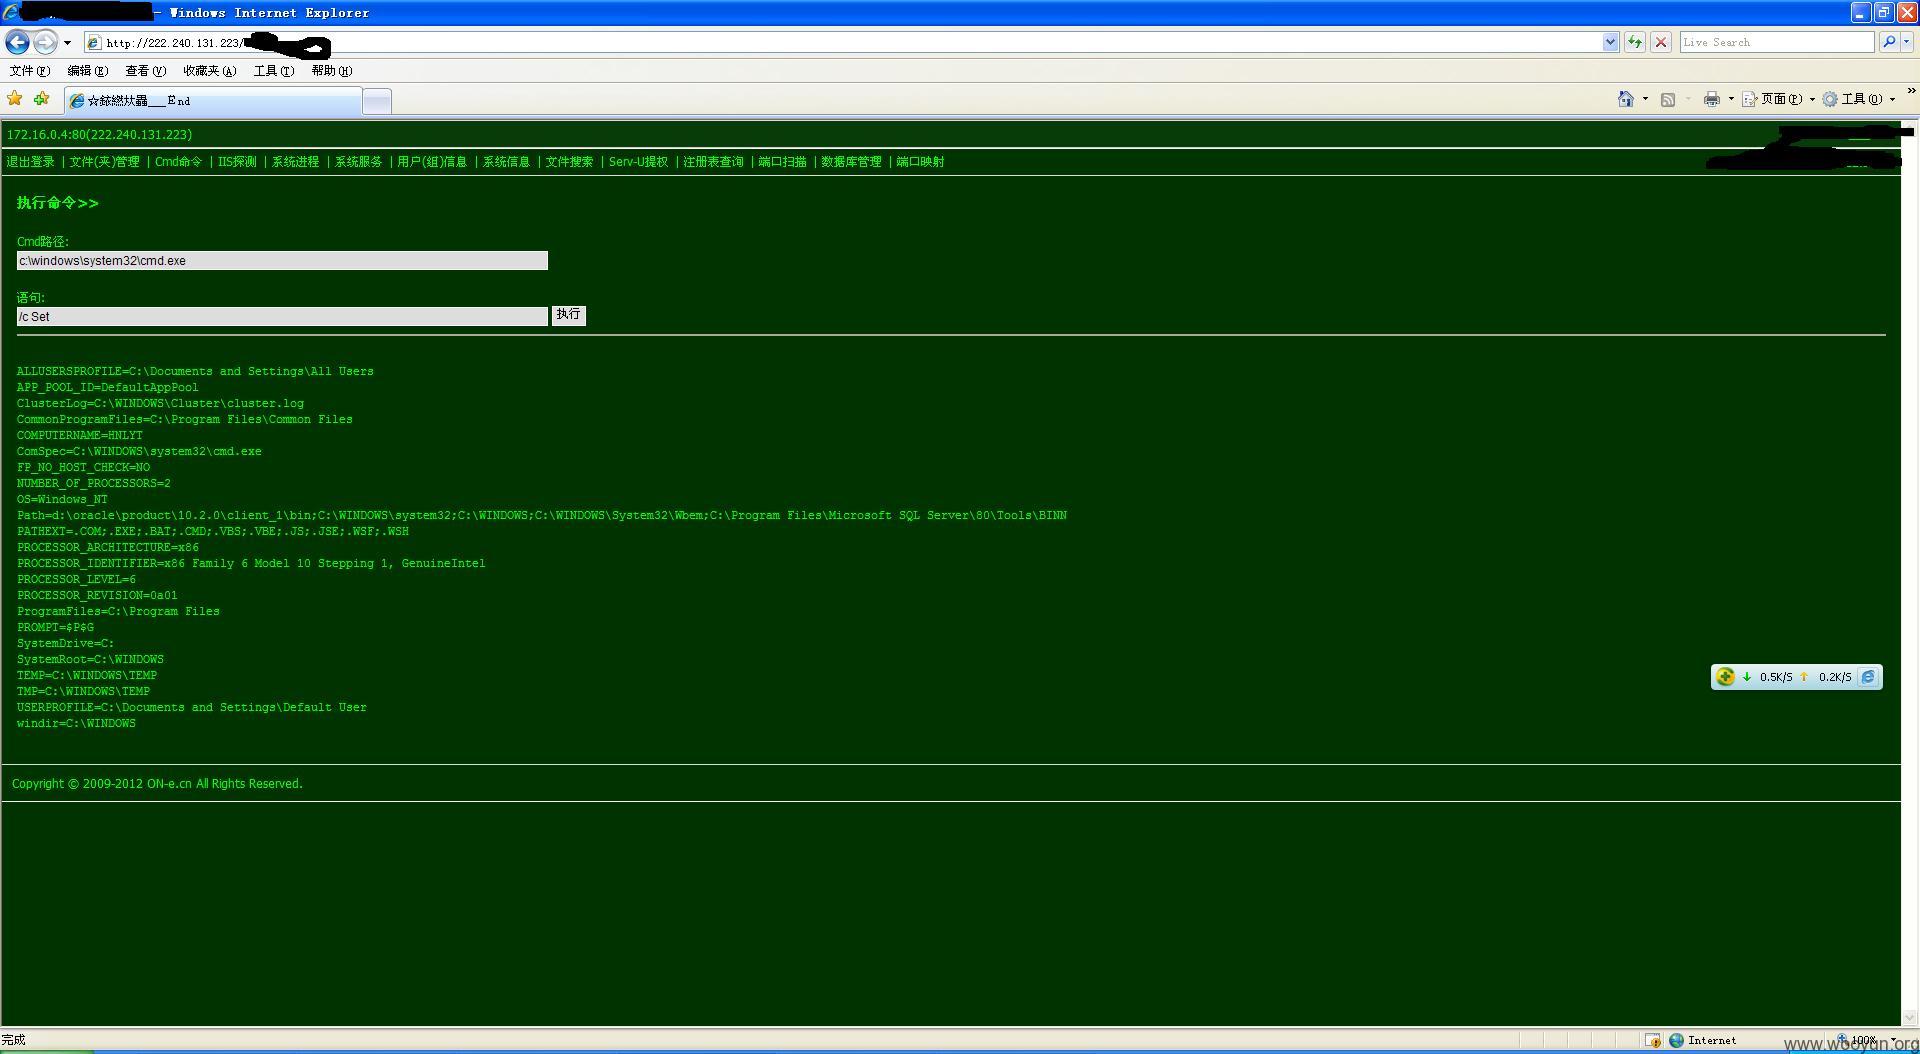 - Windows Internet Explorer
http://222.240.131.223/
Live Search
文件(F) 编辑(E) 查看(V) 收藏夹(A) 工具(T) 帮助(H)
End
页面(P) 工具(O)
172.16.0.4:80(222.240.131.223)
退出登录 | 文件(夹)管理 | Cmd命令 | IIS探测 | 系统进程 | 系统服务 | 用户(组)信息 | 系统信息 | 文件搜索 | Serv-U提权 | 注册表查询 | 端口扫描 | 数据库管理 | 端口映射
执行命令>>
Cmd路径:
c:\windows\system32\cmd.exe
语句:
/c Set 执行
ALLUSERSPROFILE=C:\Documents and Settings\All Users
APP_POOL_ID=DefaultAppPool
ClusterLog=C:\WINDOWS\Cluster\cluster.log
CommonProgramFiles=C:\Program Files\Common Files
COMPUTERNAME=HNLYT
ComSpec=C:\WINDOWS\system32\cmd.exe
FP_NO_HOST_CHECK=NO
NUMBER_OF_PROCESSORS=2
OS=Windows_NT
Path=d:\oracle\product\10.2.0\client_1\bin;C:\WINDOWS\system32;C:\WINDOWS;C:\WINDOWS\System32\Wbem;C:\Program Files\Microsoft SQL Server\80\Tools\BINN
PATHEXT=.COM;.EXE;.BAT;.CMD;.VBS;.VBE;.JS;.JSE;.WSF;.WSH
PROCESSOR_ARCHITECTURE=x86
PROCESSOR_IDENTIFIER=x86 Family 6 Model 10 Stepping 1, GenuineIntel
PROCESSOR_LEVEL=6
PROCESSOR_REVISION=0a01
ProgramFiles=C:\Program Files
PROMPT=$P$G
SystemDrive=C:
SystemRoot=C:\WINDOWS
TEMP=C:\WINDOWS\TEMP
TMP=C:\WINDOWS\TEMP
USERPROFILE=C:\Documents and Settings\Default User
windir=C:\WINDOWS
0.5K/S 0.2K/S
Copyright © 2009-2012 ON-e.cn All Rights Reserved.
完成 Internet 100%
www.wooyun.org